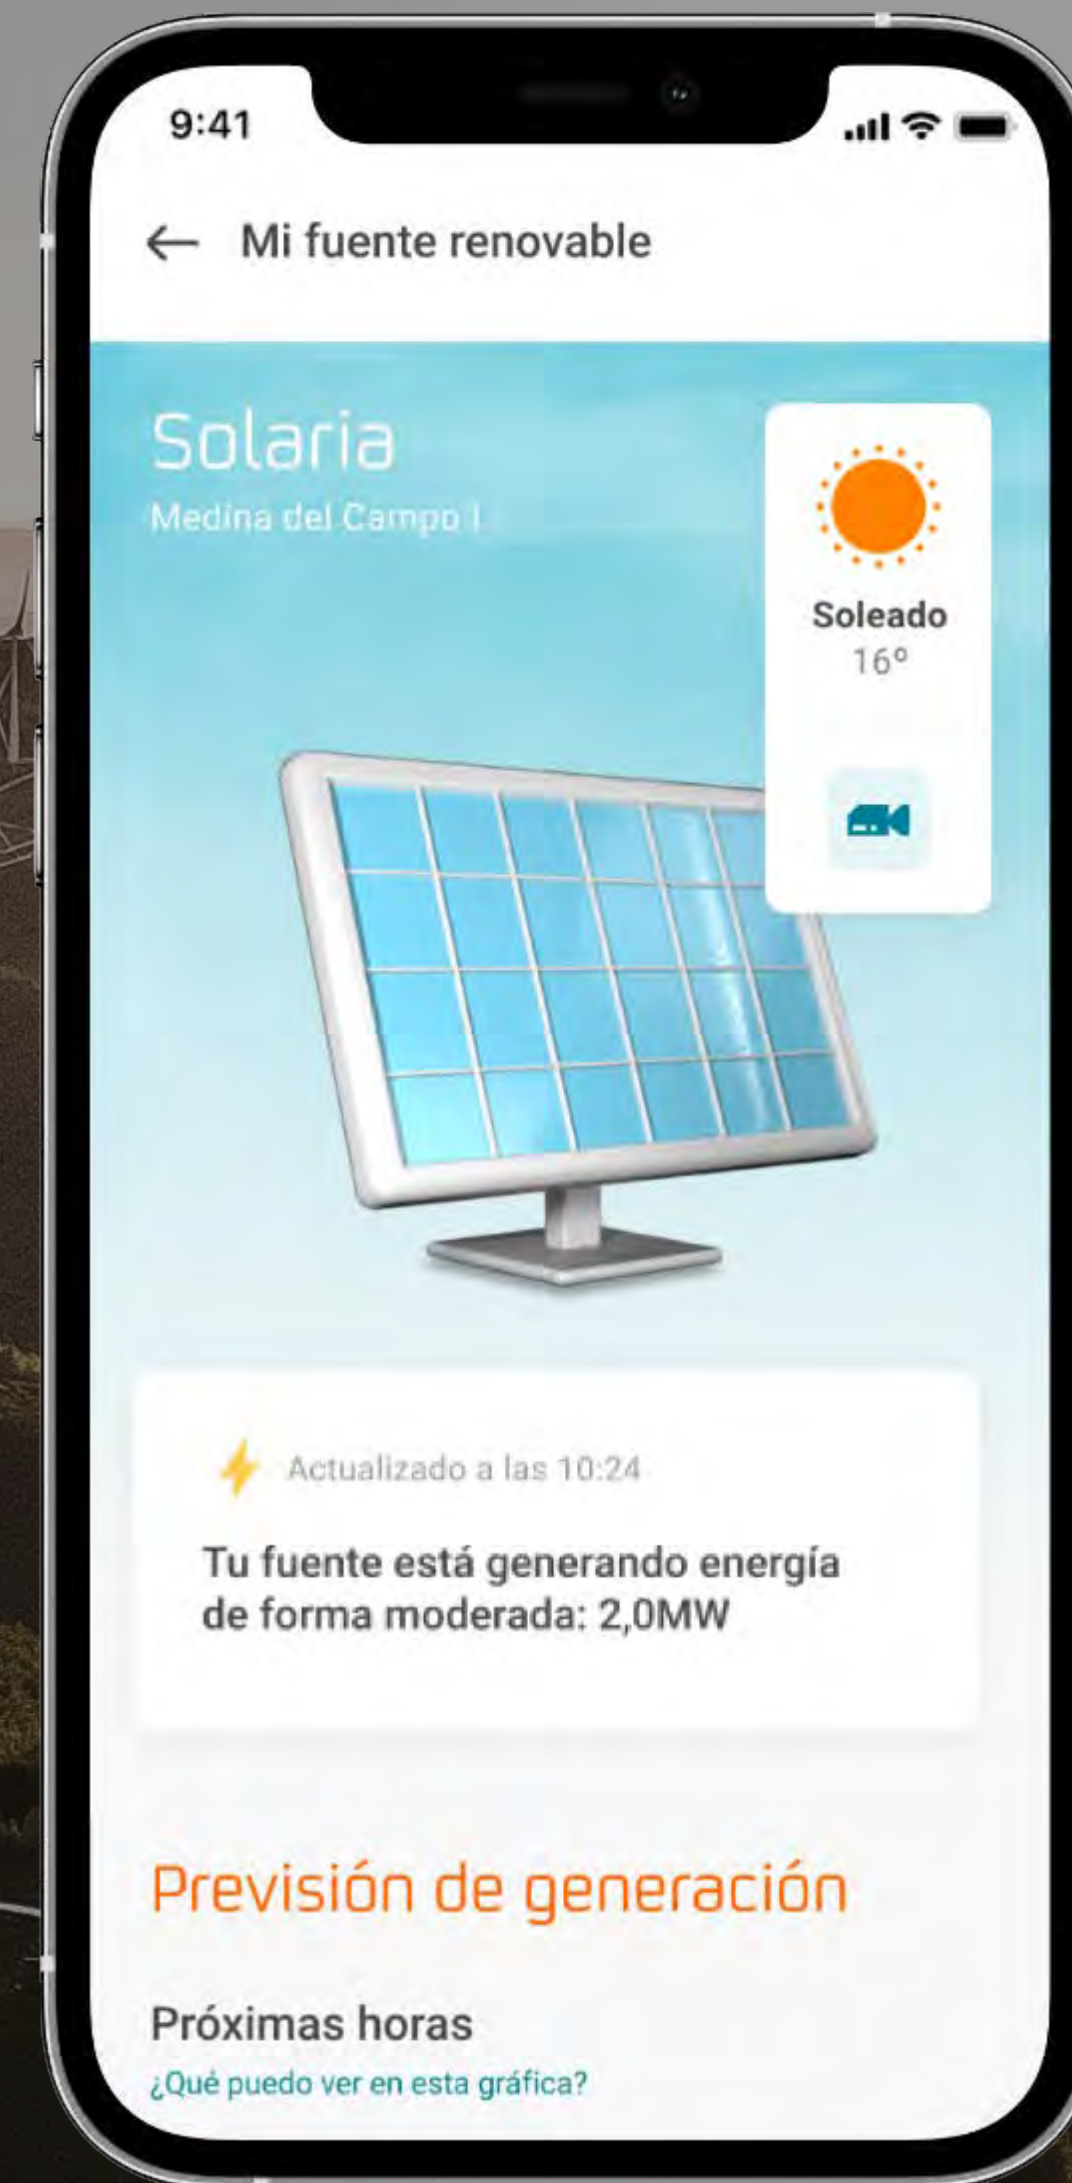 9:41
Mi fuente renovable
Solaria
Medina del Campo I
Soleado
16º
Actualizado a las 10:24
Tu fuente está generando energía
de forma moderada: 2,0MW
Previsión de generación
Próximas horas
¿Qué puedo ver en esta gráfica?